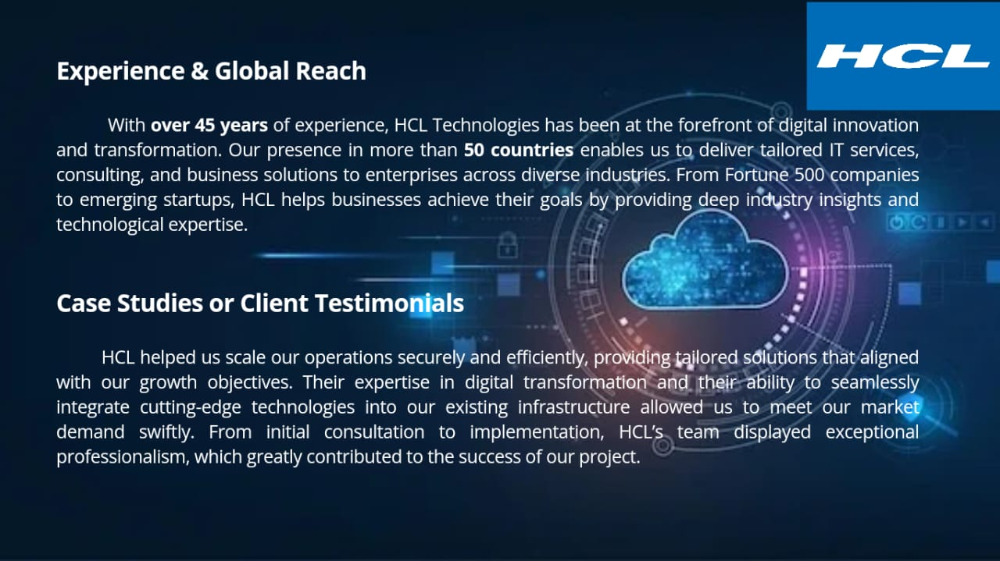 HCL
Experience & Global Reach
With over 45 years of experience, HCL Technologies has been at the forefront of digital innovation
and transformation. Our presence in more than 50 countries enables us to deliver tailored IT services,
consulting, and business solutions to enterprises across diverse industries. From Fortune 500 companies
to emerging startups, HCL helps businesses achieve their goals by providing deep industry insights and
technological expertise.
Case Studies or Client Testimonials
HCL helped us scale our operations securely and efficiently, providing tailored solutions that aligned
with our growth objectives. Their expertise in digital transformation and their ability to seamlessly
integrate cutting-edge technologies into our existing infrastructure allowed us to meet our market
demand swiftly. From initial consultation to implementation, HCL’s team displayed exceptional
professionalism, which greatly contributed to the success of our project.